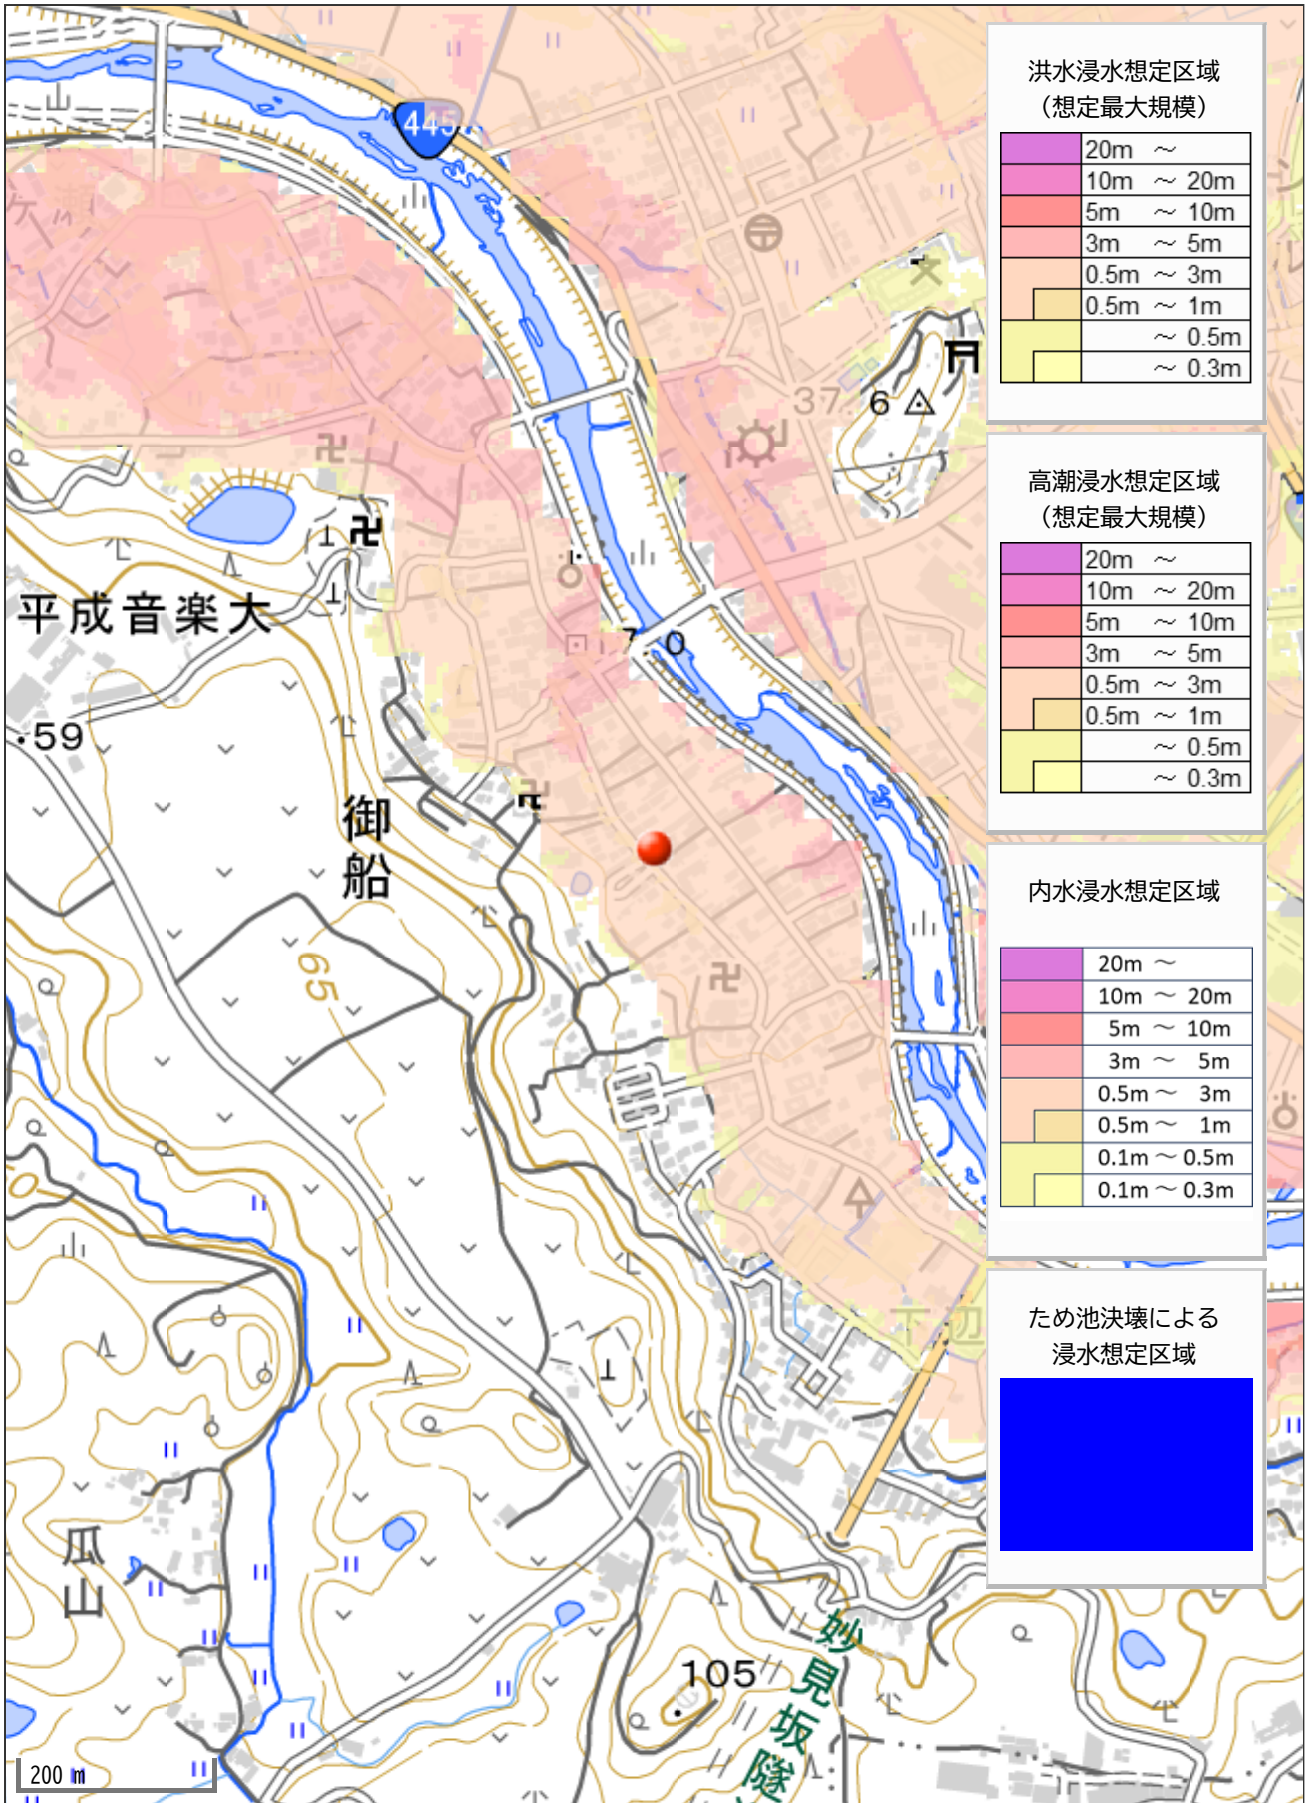 445
37.6
平成音楽大
7.0
59
御船
65
下辺
瓜山
105
妙見坂隧
200 m
洪水浸水想定区域
(想定最大規模)
20m ～
10m ～ 20m
5m ～ 10m
3m ～ 5m
0.5m ～ 3m
0.5m ～ 1m
～ 0.5m
～ 0.3m
高潮浸水想定区域
(想定最大規模)
20m ～
10m ～ 20m
5m ～ 10m
3m ～ 5m
0.5m ～ 3m
0.5m ～ 1m
～ 0.5m
～ 0.3m
内水浸水想定区域
20m ～
10m ～ 20m
5m ～ 10m
3m ～ 5m
0.5m ～ 3m
0.5m ～ 1m
0.1m ～ 0.5m
0.1m ～ 0.3m
ため池決壊による
浸水想定区域